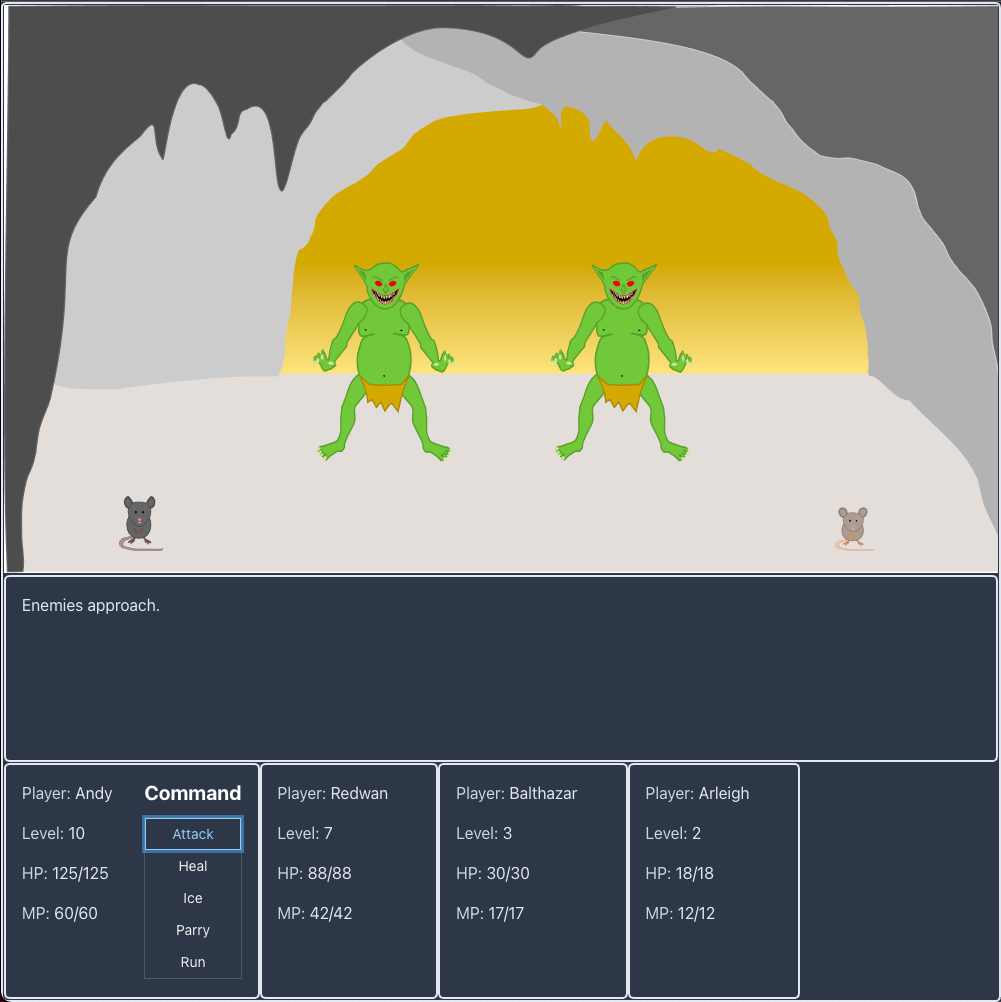 Enemies approach.
Player: Andy
Level: 10
HP: 125/125
MP: 60/60
Command
Attack
Heal
Ice
Parry
Run
Player: Redwan
Level: 7
HP: 88/88
MP: 42/42
Player: Balthazar
Level: 3
HP: 30/30
MP: 17/17
Player: Arleigh
Level: 2
HP: 18/18
MP: 12/12